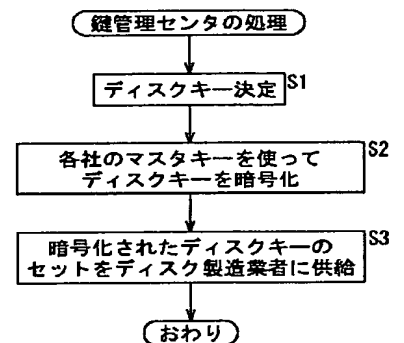 鍵管理センタの処理
ディスクキー決定 S1
各社のマスタキーを使って S2
ディスクキーを暗号化
暗号化されたディスクキーの S3
セットをディスク製造業者に供給
おわり